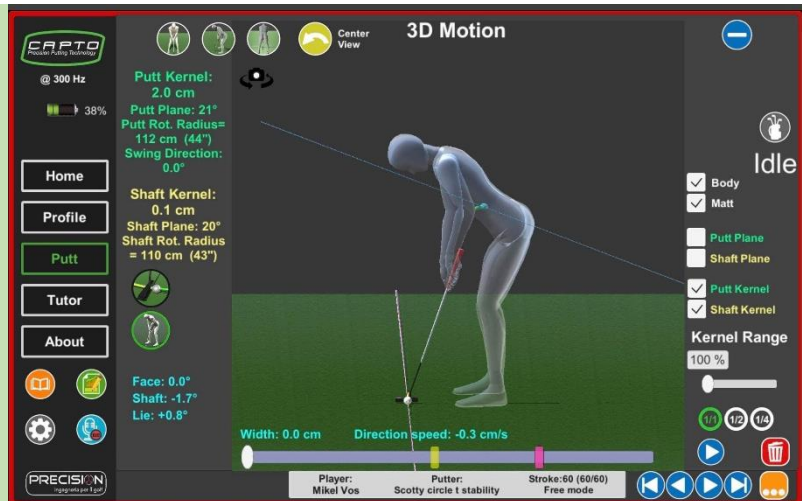 CAPTO
Precision Putting Technology
@ 300 Hz
38%
Home
Profile
Putt
Tutor
About
PRECISION
Ingegneria per il golf
Center
View
3D Motion
Putt Kernel:
2.0 cm
Putt Plane: 21°
Putt Rot. Radius=
112 cm (44")
Swing Direction:
0.0°
Shaft Kernel:
0.1 cm
Shaft Plane: 20°
Shaft Rot. Radius
= 110 cm (43")
Face: 0.0°
Shaft: -1.7°
Lie: +0.8°
Width: 0.0 cm Direction speed: -0.3 cm/s
Player:
Mikel Vos
Putter:
Scotty circle t stability
Stroke:60 (60/60)
Free mode
Idle
Body
Matt
Putt Plane
Shaft Plane
Putt Kernel
Shaft Kernel
Kernel Range
100 %
1/1 1/2 1/4